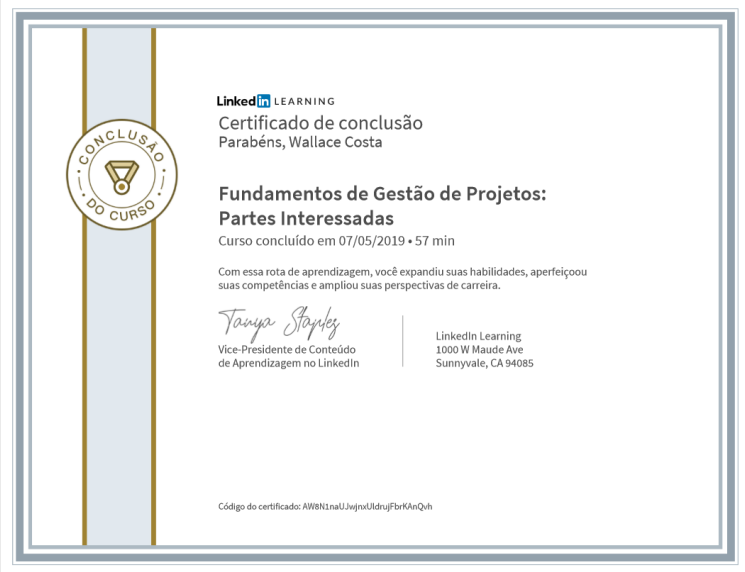 CONCLUSÃO
DO CURSO
Linkedin LEARNING
Certificado de conclusão
Parabéns, Wallace Costa
Fundamentos de Gestão de Projetos:
Partes Interessadas
Curso concluído em 07/05/2019 • 57 min
Com essa rota de aprendizagem, você expandiu suas habilidades, aperfeiçoou
suas competências e ampliou suas perspectivas de carreira.
Tanya Staples
Vice-Presidente de Conteúdo
de Aprendizagem no LinkedIn
LinkedIn Learning
1000 W Maude Ave
Sunnyvale, CA 94085
Código do certificado: AW8N1naUJwjnxUldrujFbrKAnQvh